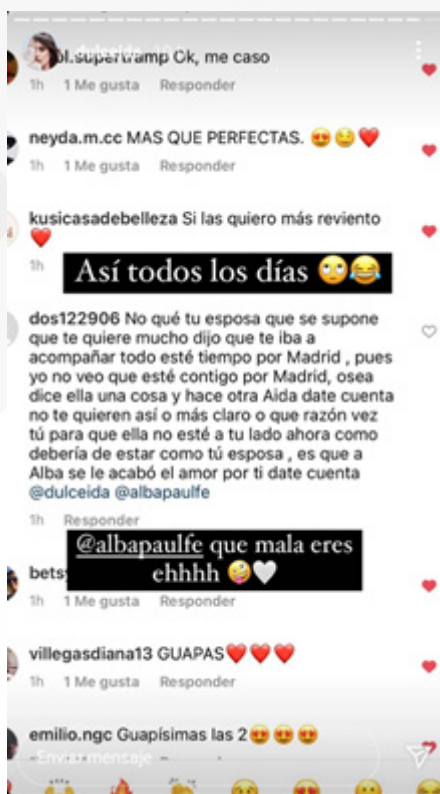 dulceida 19 h
ol.supertramp Ok, me caso
1h 1 Me gusta Responder
neyda.m.cc MAS QUE PERFECTAS. 😍😏❤️
1h 1 Me gusta Responder
kusicasadebelleza Si las quiero más reviento
❤️
1h
Así todos los días 🙄😂
dos122906 No qué tu esposa que se supone
que te quiere mucho dijo que te iba a
acompañar todo esté tiempo por Madrid , pues
yo no veo que esté contigo por Madrid, osea
dice ella una cosa y hace otra Aida date cuenta
no te quieren así o más claro o que razón vez
tú para que ella no esté a tu lado ahora como
debería de estar como tú esposa , es que a
Alba se le acabó el amor por ti date cuenta
@dulceida @albapaulfe
1h Responder
@albapaulfe que mala eres
ehhhh 🤪🤍
betsy
1h 1 Me gusta Responder
villegasdiana13 GUAPAS❤️❤️❤️
1h 1 Me gusta Responder
emilio.ngc Guapísimas las 2😍😍😍
Enviar mensaje